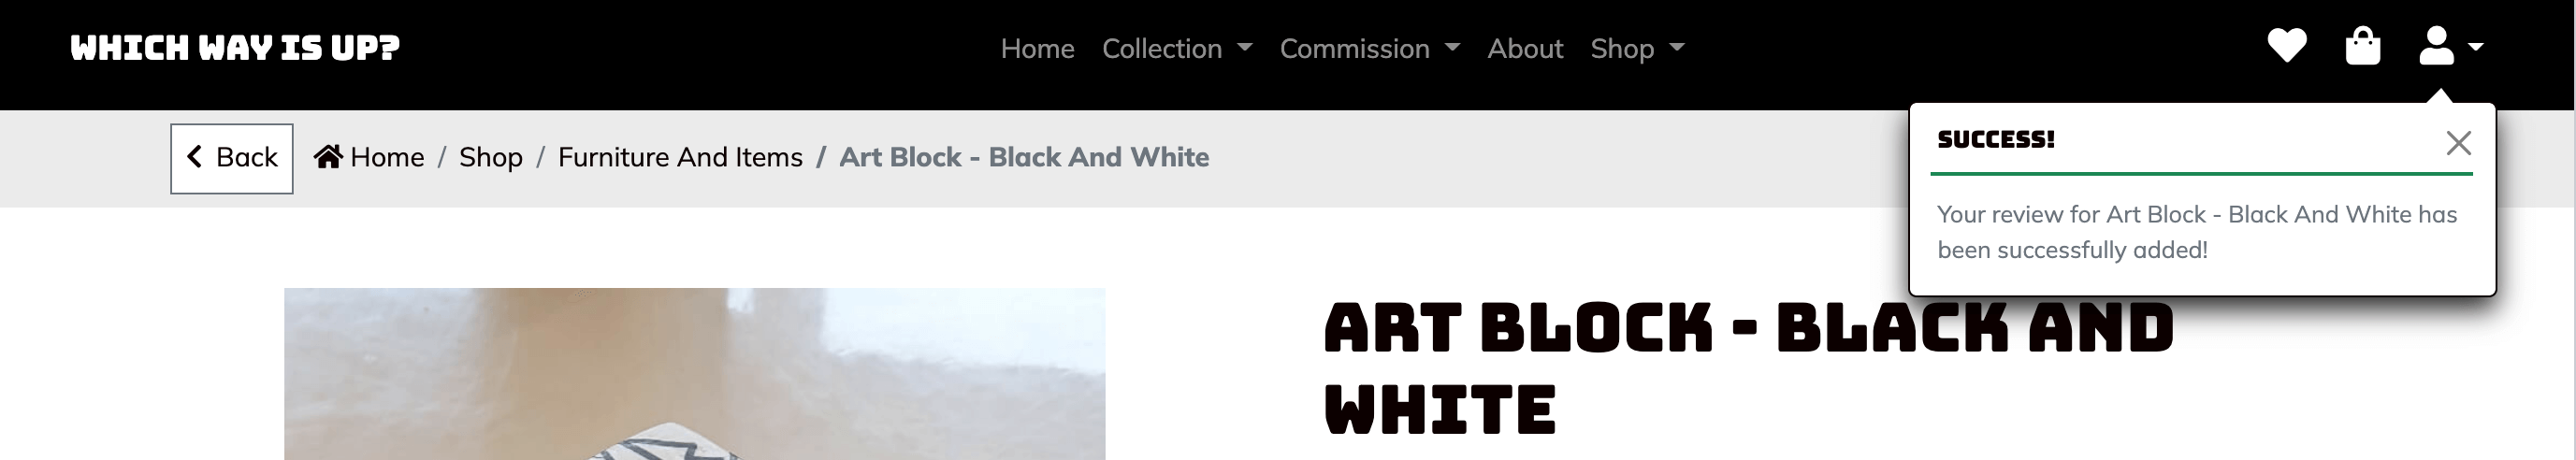 WHICH WAY IS UP?
Home Collection Commission About Shop
Back Home / Shop / Furniture And Items / Art Block - Black And White
SUCCESS!
Your review for Art Block - Black And White has
been successfully added!
ART BLOCK - BLACK AND
WHITE